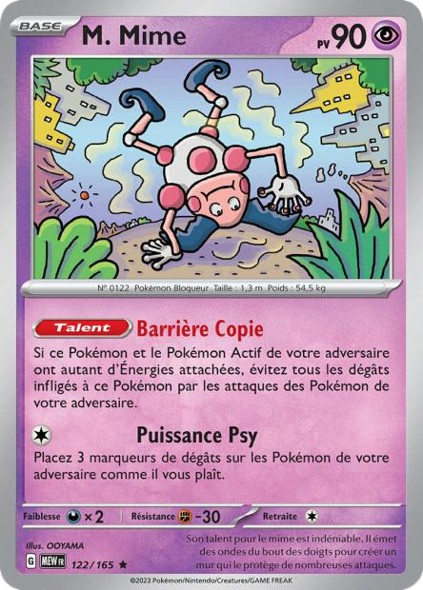 BASE
M. Mime
PV 90
N° 0122 Pokémon Bloqueur Taille : 1,3 m Poids : 54,5 kg
Talent Barrière Copie
Si ce Pokémon et le Pokémon Actif de votre adversaire
ont autant d'Énergies attachées, évitez tous les dégâts
infligés à ce Pokémon par les attaques des Pokémon de
votre adversaire.
Puissance Psy
Placez 3 marqueurs de dégâts sur les Pokémon de votre
adversaire comme il vous plaît.
Faiblesse ×2 Résistance -30 Retraite
Illus. OOYAMA
G MEW FR 122/165 ★
Son talent pour le mime est indéniable. Il émet
des ondes du bout des doigts pour créer un
mur qui le protège de nombreuses attaques.
©2023 Pokémon/Nintendo/Creatures/GAME FREAK